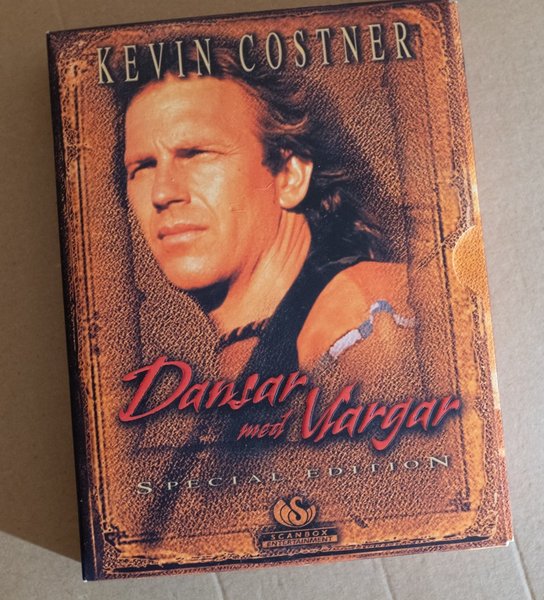 KEVIN COSTNER
Dansar
med Vargar
SPECIAL EDITION
S
SCANBOX
ENTERTAINMENT